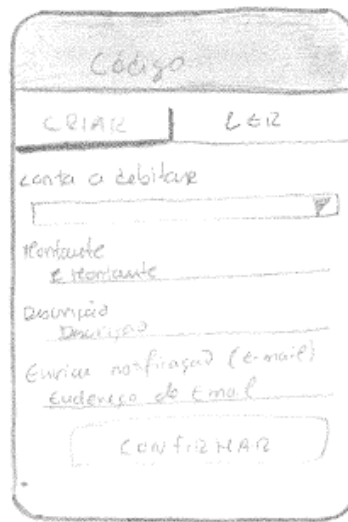 Código
CRIAR LER
Conta a debitar
Montante
€ Montante
Descrição
Descrição
Enviar notificação (e-mail)
Endereço de Email
CONFIRMAR